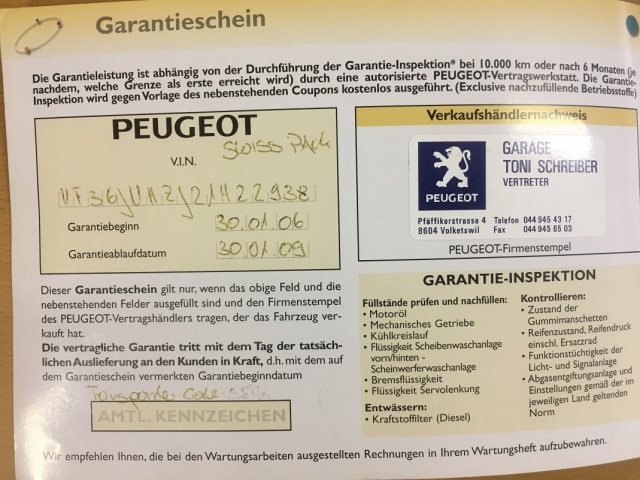 Garantieschein
Die Garantieleistung ist abhängig von der Durchführung der Garantie-Inspektion* bei 10.000 km oder nach 6 Monaten (je
nachdem, welche Grenze als erste erreicht wird) durch eine autorisierte PEUGEOT-Vertragswerkstatt. Die Garantie-
Inspektion wird gegen Vorlage des nebenstehenden Coupons kostenlos ausgeführt. (Exclusive nachzufüllende Betriebsstoffe)
PEUGEOT
SWISS PACK
V.I.N.
VF36JVHZJ21422938
Garantiebeginn 30.01.06
Garantieablaufdatum 30.01.09
Verkaufshändlernachweis
PEUGEOT
GARAGE
TONI SCHREIBER
VERTRETER
Pfäffikerstrasse 4 Telefon 044 945 43 17
8604 Volketswil Fax 044 945 65 03
PEUGEOT-Firmenstempel
Dieser Garantieschein gilt nur, wenn das obige Feld und die
nebenstehenden Felder ausgefüllt sind und den Firmenstempel
des PEUGEOT-Vertragshändlers tragen, der das Fahrzeug ver-
kauft hat.
Die vertragliche Garantie tritt mit dem Tag der tatsäch-
lichen Auslieferung an den Kunden in Kraft, d.h. mit dem auf
dem Garantieschein vermerkten Garantiebeginndatum
Transponder Code
AMTL. KENNZEICHEN
GARANTIE-INSPEKTION
Füllstände prüfen und nachfüllen:
• Motoröl
• Mechanisches Getriebe
• Kühlkreislauf
• Flüssigkeit Scheibenwaschanlage
vorn/hinten -
Scheinwerferwaschanlage
• Bremsflüssigkeit
• Flüssigkeit Servolenkung
Entwässern:
• Kraftstoffilter (Diesel)
Kontrollieren:
• Zustand der
Gummimanschetten
• Reifenzustand, Reifendruck
einschl. Ersatzrad
• Funktionstüchtigkeit der
Licht- und Signalanlage
• Abgasentgiftungsanlage und
Einstellungen gemäß der im
jeweiligen Land geltenden
Norm
Wir empfehlen Ihnen, die bei den Wartungsarbeiten ausgestellten Rechnungen in Ihrem Wartungsheft aufzubewahren.